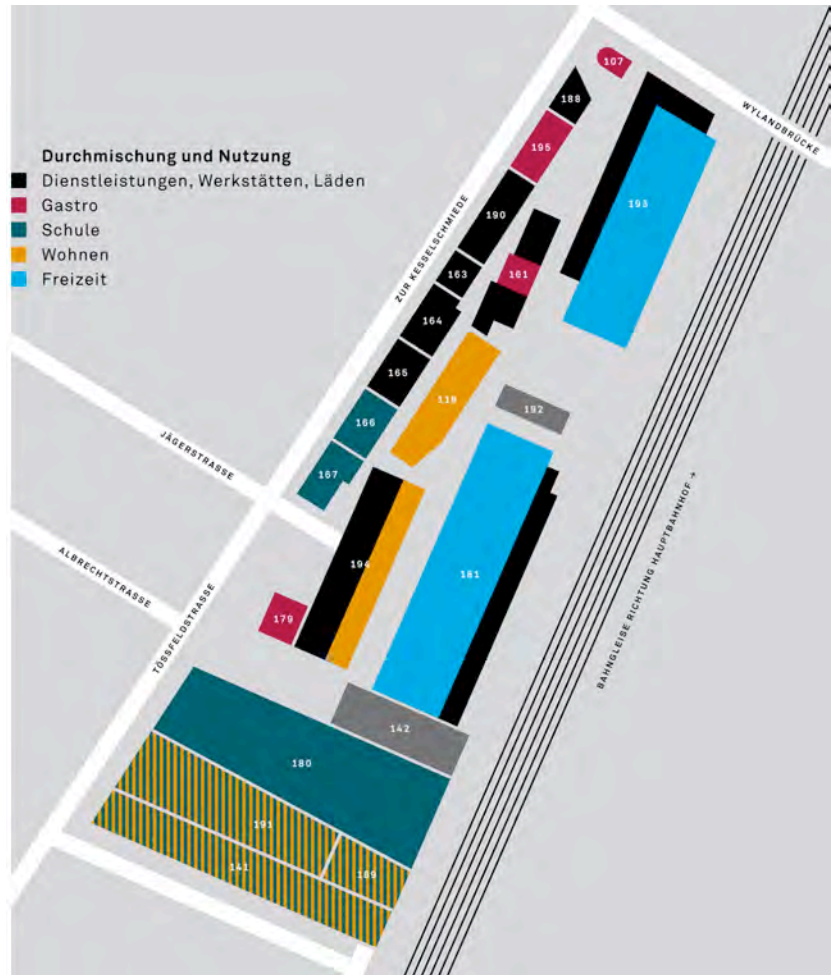 107
188
WYLANDBRÜCKE
Durchmischung und Nutzung
Dienstleistungen, Werkstätten, Läden
Gastro
Schule
Wohnen
Freizeit
195
193
190
ZUR KESSELSCHMIEDE
163
161
164
165
118
192
166
JÄGERSTRASSE
167
BAHNGLEISE RICHTUNG HAUPTBAHNHOF →
194
181
ALBRECHTSTRASSE
179
TÖSSFELDSTRASSE
142
180
191
141
189